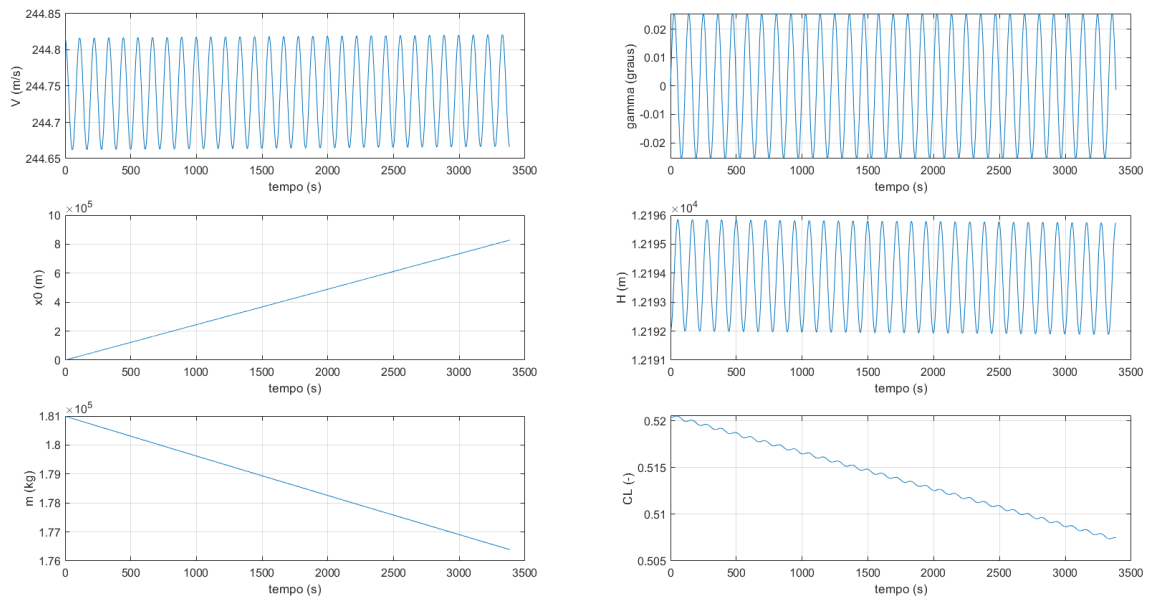 244.85
244.8
244.75
244.7
244.65
V (m/s)
0 500 1000 1500 2000 2500 3000 3500
tempo (s)
0.02
0.01
0
-0.01
-0.02
gamma (graus)
0 500 1000 1500 2000 2500 3000 3500
tempo (s)
×10⁵
10
8
6
4
2
0
x0 (m)
0 500 1000 1500 2000 2500 3000 3500
tempo (s)
×10⁴
1.2196
1.2195
1.2194
1.2193
1.2192
1.2191
H (m)
0 500 1000 1500 2000 2500 3000 3500
tempo (s)
×10⁵
1.81
1.8
1.79
1.78
1.77
1.76
m (kg)
0 500 1000 1500 2000 2500 3000 3500
tempo (s)
0.52
0.515
0.51
0.505
CL (-)
0 500 1000 1500 2000 2500 3000 3500
tempo (s)